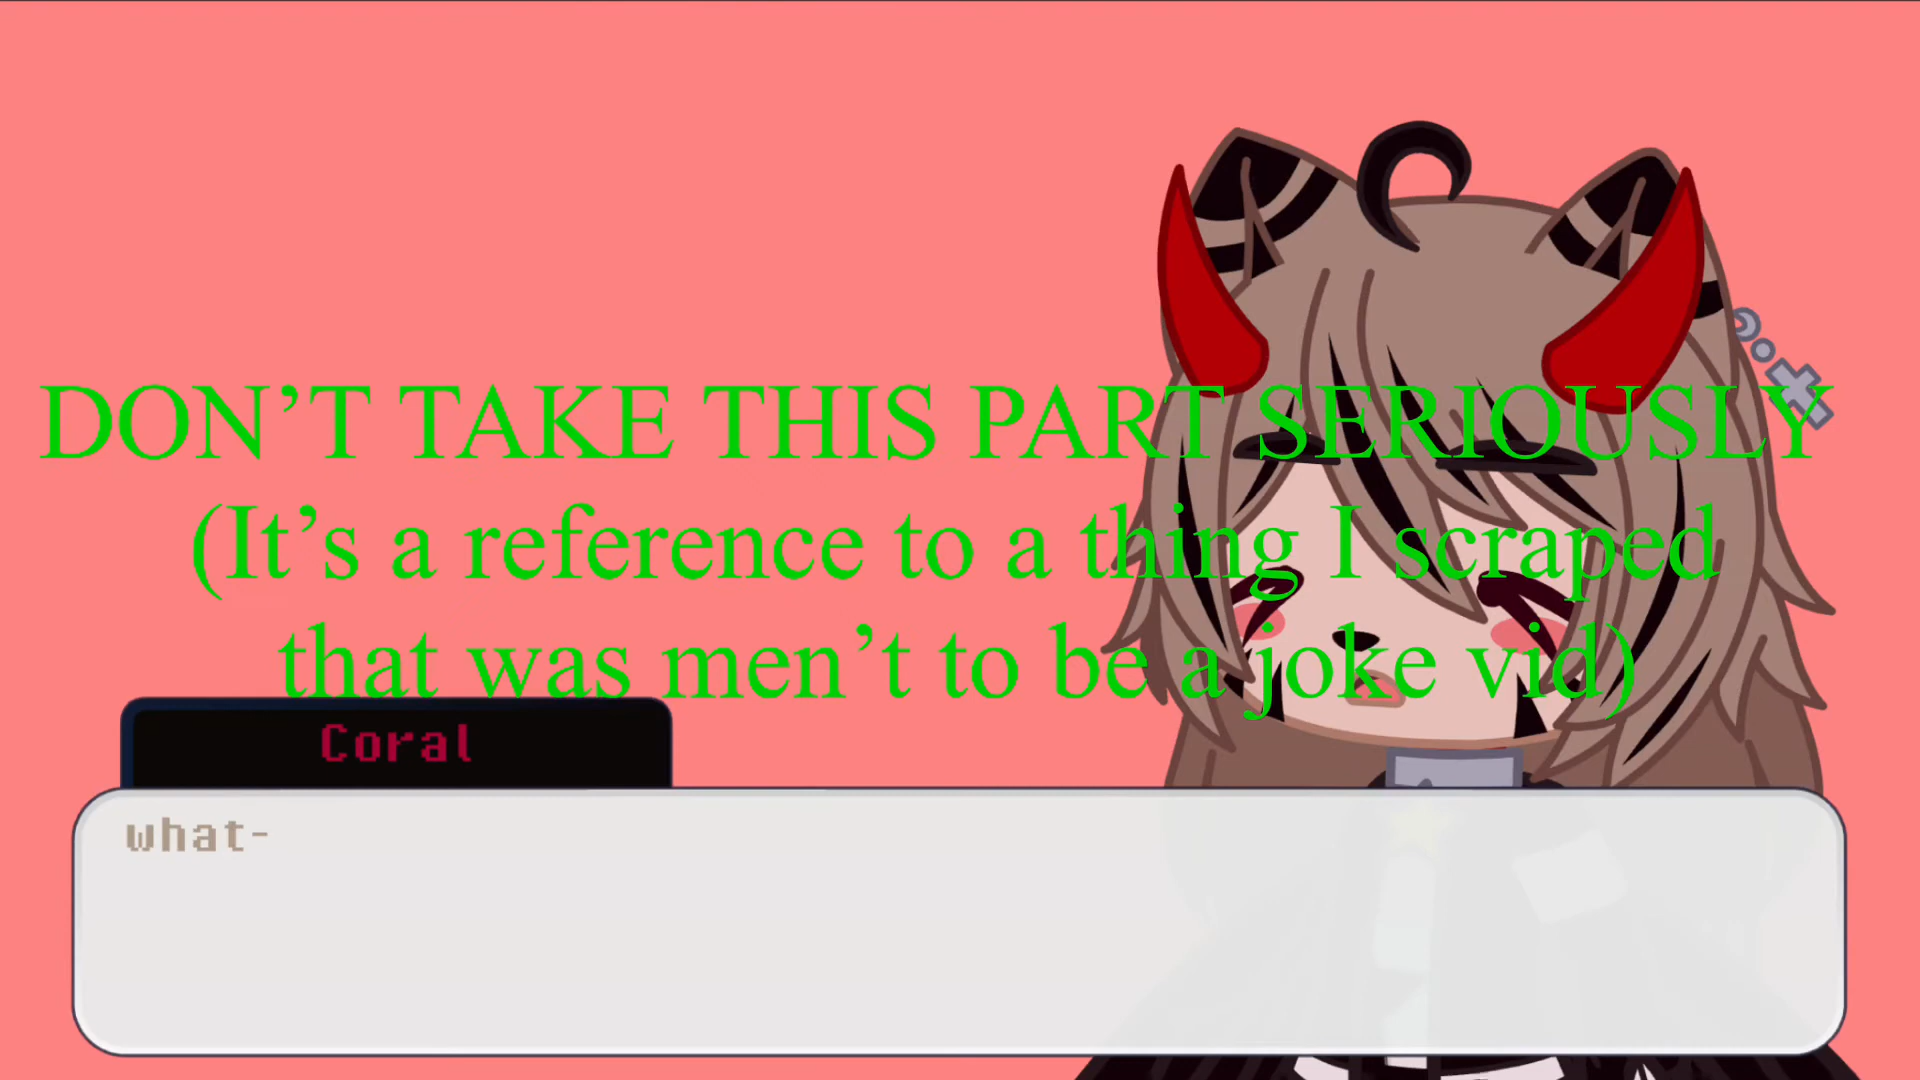 DON’T TAKE THIS PART SERIOUSLY
(It’s a reference to a thing I scraped
that was men’t to be a joke vid)
Coral
what-